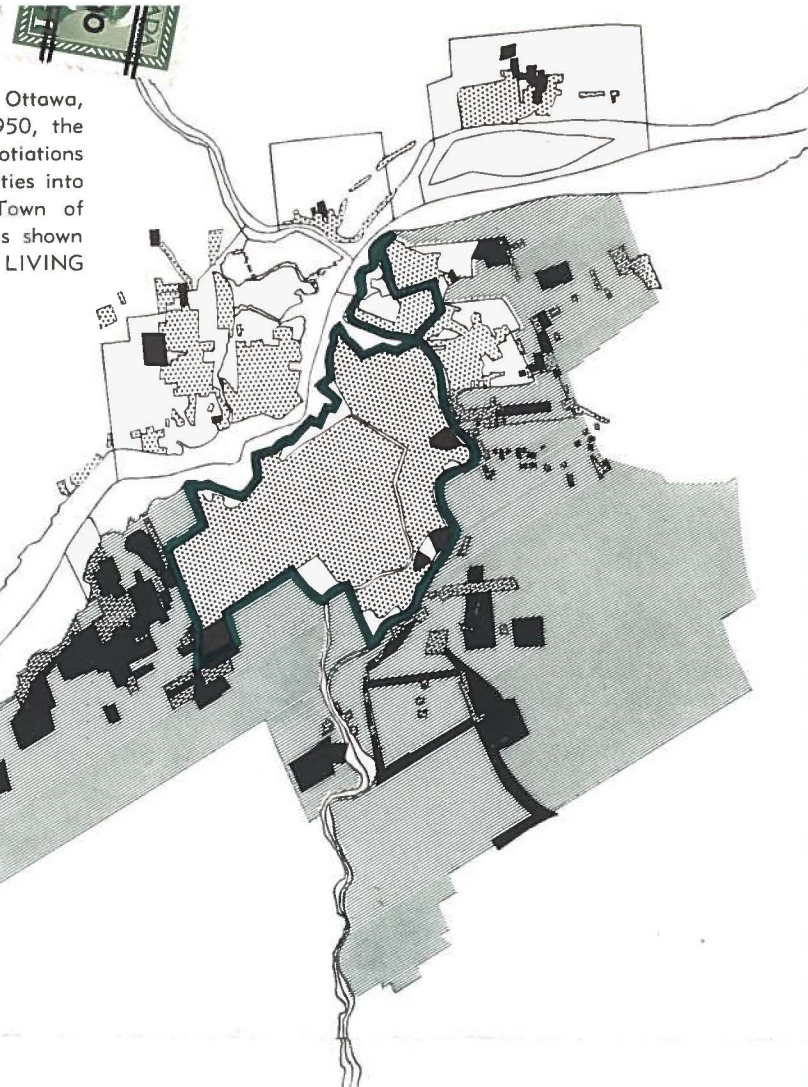 Ottawa,
950, the
otiations
ties into
Town of
s shown
LIVING